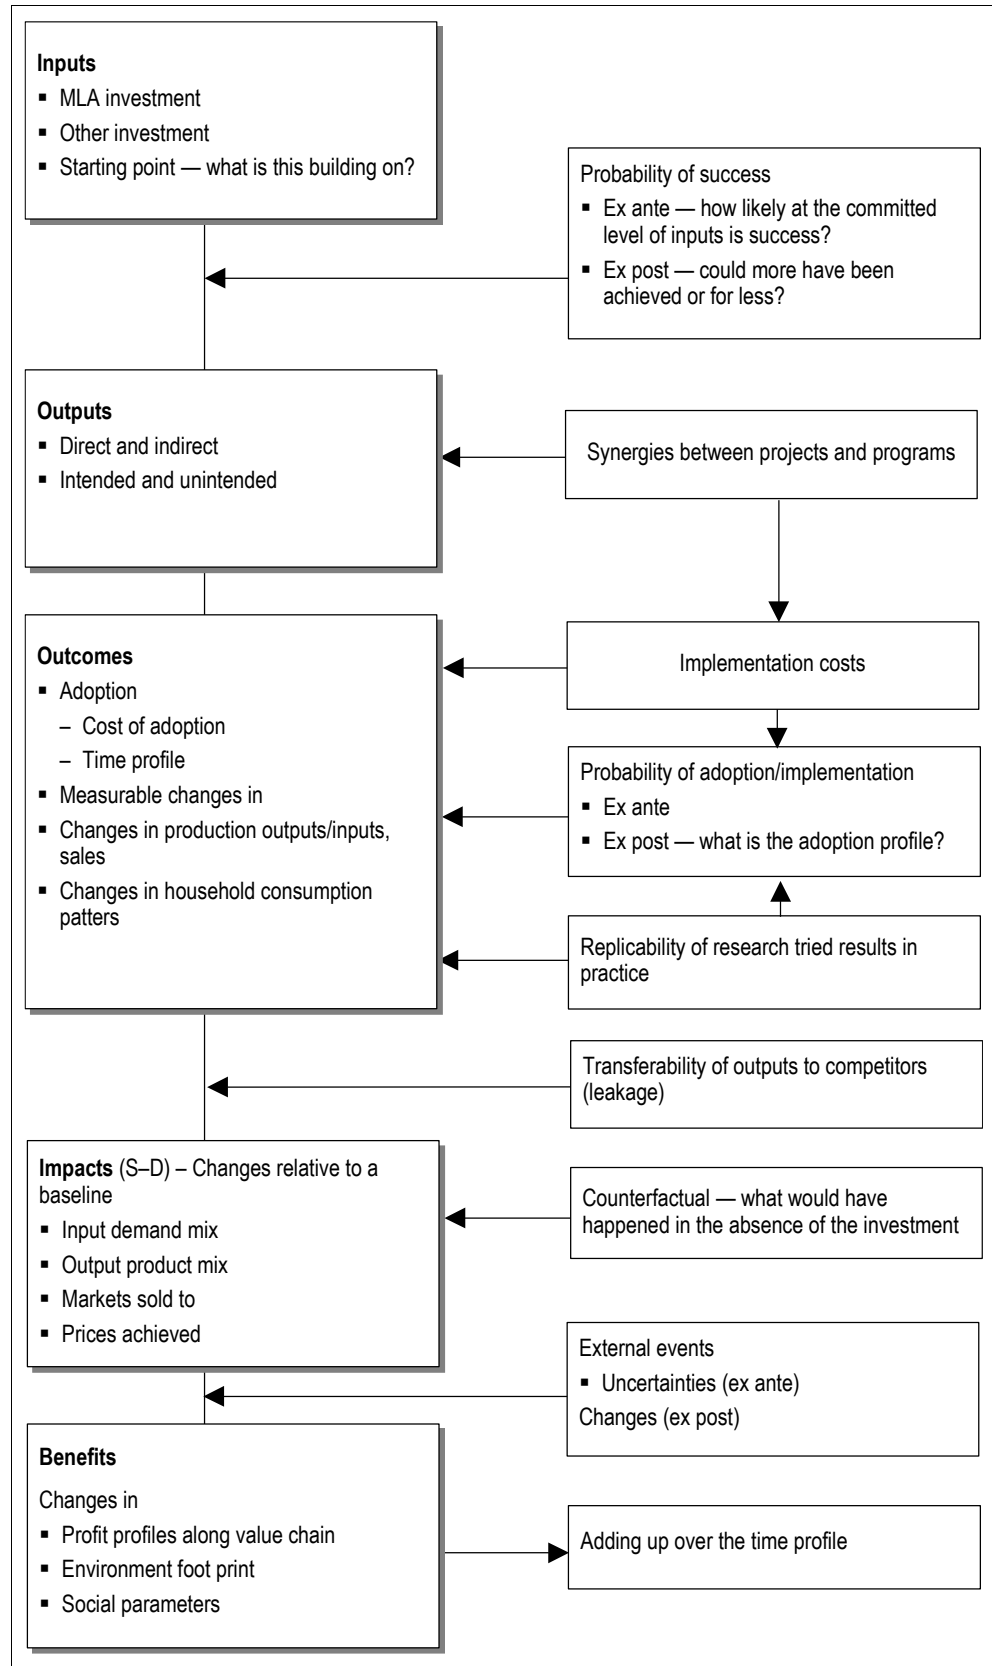 Inputs
▪ MLA investment
▪ Other investment
▪ Starting point — what is this building on?
Probability of success
▪ Ex ante — how likely at the committed
level of inputs is success?
▪ Ex post — could more have been
achieved or for less?
Outputs
▪ Direct and indirect
▪ Intended and unintended
Synergies between projects and programs
Outcomes
▪ Adoption
– Cost of adoption
– Time profile
▪ Measurable changes in
▪ Changes in production outputs/inputs,
sales
▪ Changes in household consumption
patters
Implementation costs
Probability of adoption/implementation
▪ Ex ante
▪ Ex post — what is the adoption profile?
Replicability of research tried results in
practice
Transferability of outputs to competitors
(leakage)
Impacts (S–D) – Changes relative to a
baseline
▪ Input demand mix
▪ Output product mix
▪ Markets sold to
▪ Prices achieved
Counterfactual — what would have
happened in the absence of the investment
External events
▪ Uncertainties (ex ante)
Changes (ex post)
Benefits
Changes in
▪ Profit profiles along value chain
▪ Environment foot print
▪ Social parameters
Adding up over the time profile